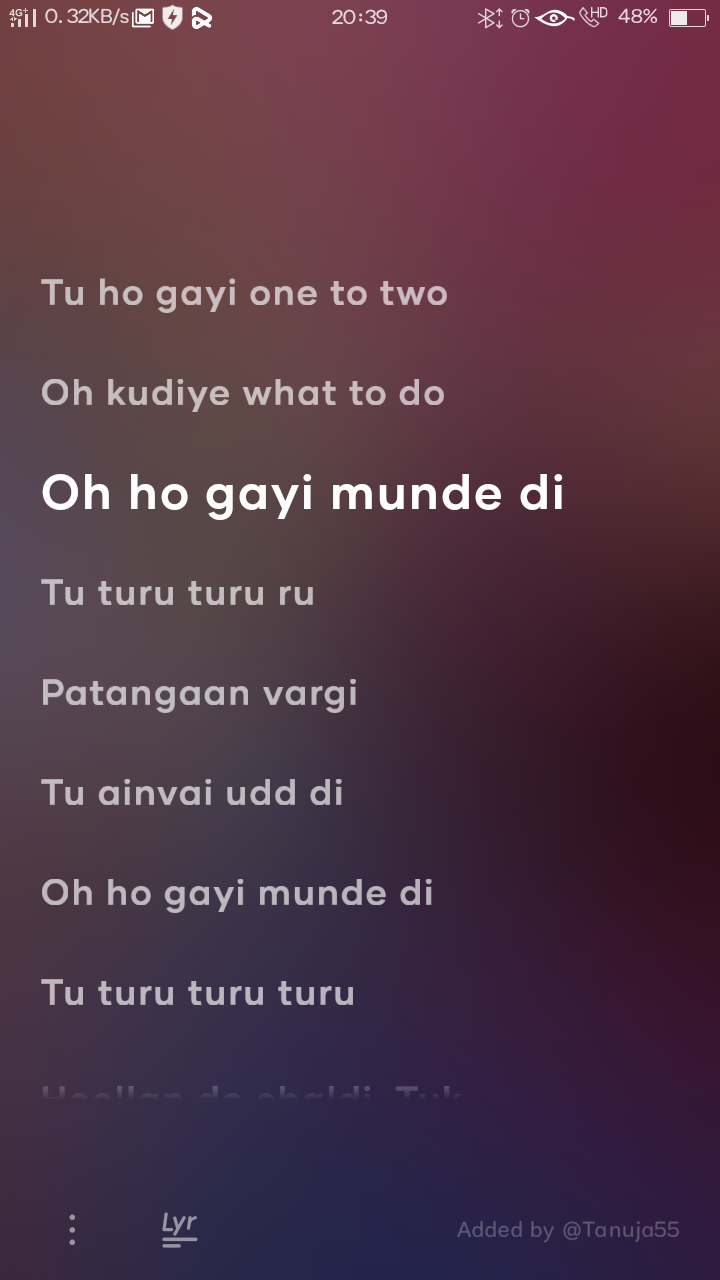 4G+ 0.32KB/s 20:39 HD 48%
Tu ho gayi one to two
Oh kudiye what to do
Oh ho gayi munde di
Tu turu turu ru
Patangaan vargi
Tu ainvai udd di
Oh ho gayi munde di
Tu turu turu turu
Lyr
Added by @Tanuja55